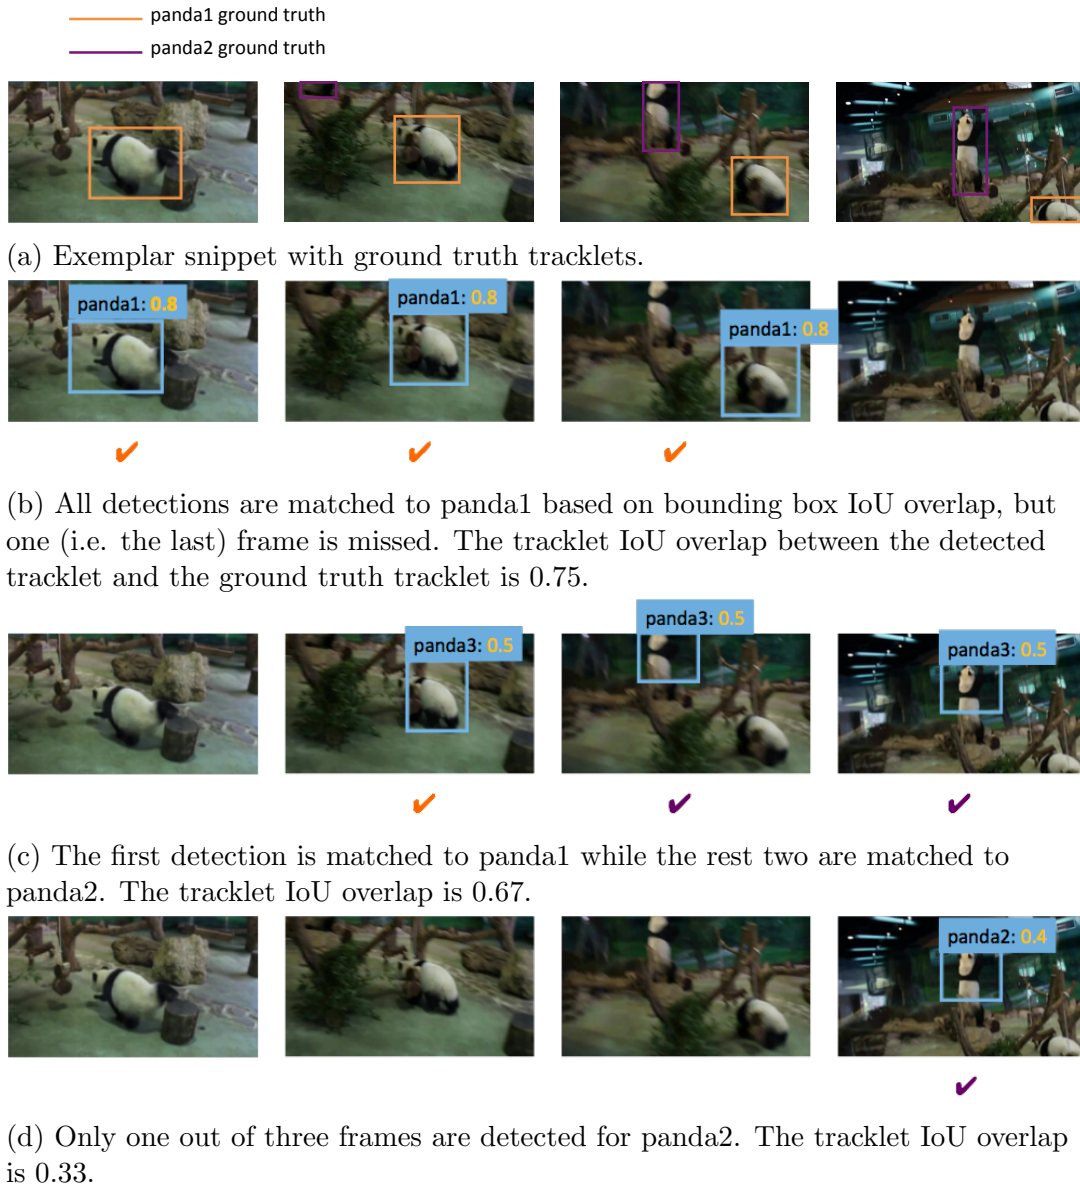 panda1 ground truth
panda2 ground truth
(a) Exemplar snippet with ground truth tracklets.
panda1: 0.8
panda1: 0.8
panda1: 0.8
(b) All detections are matched to panda1 based on bounding box IoU overlap, but
one (i.e. the last) frame is missed. The tracklet IoU overlap between the detected
tracklet and the ground truth tracklet is 0.75.
panda3: 0.5
panda3: 0.5
panda3: 0.5
(c) The first detection is matched to panda1 while the rest two are matched to
panda2. The tracklet IoU overlap is 0.67.
panda2: 0.4
(d) Only one out of three frames are detected for panda2. The tracklet IoU overlap
is 0.33.